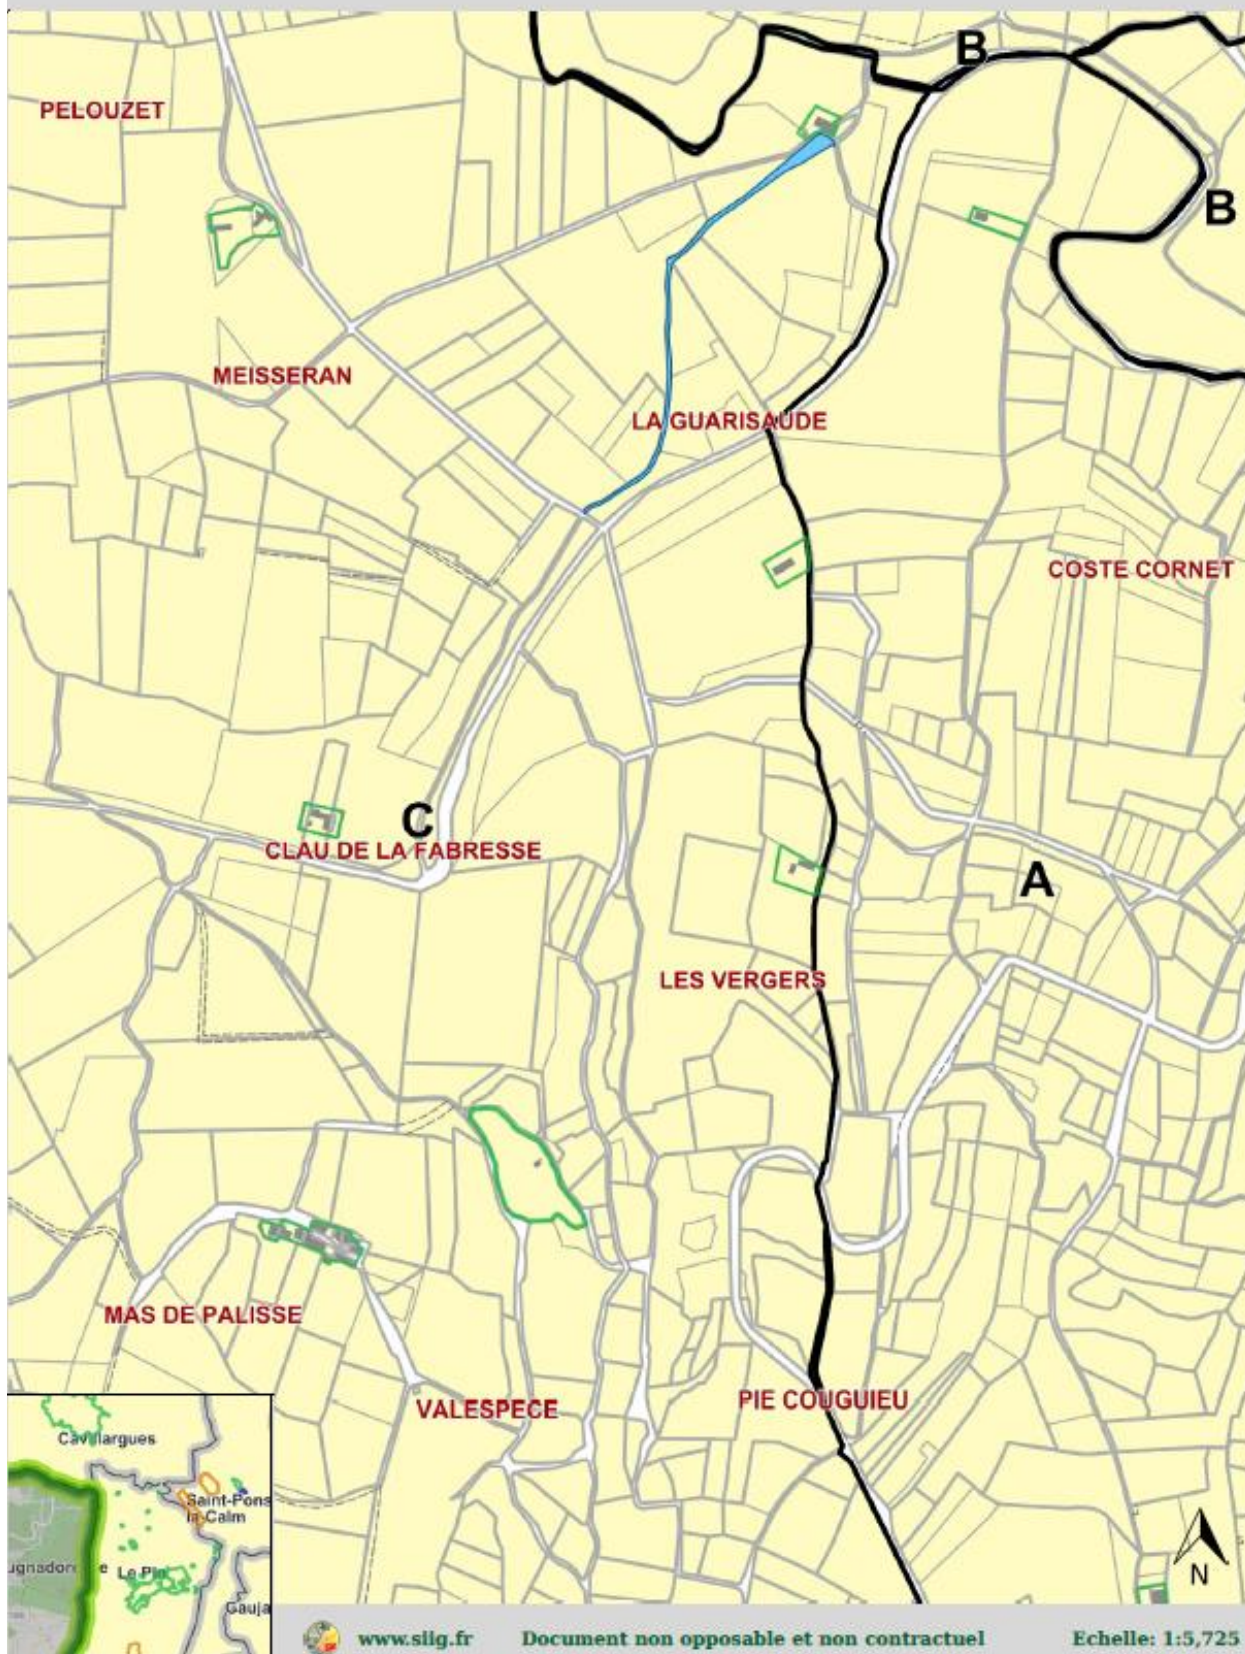 B
PELOUZET
B
MEISSERAN
LA GUARISAUDE
COSTE CORNET
C
CLAU DE LA FABRESSE
A
LES VERGERS
MAS DE PALISSE
VALESPECE
PIE COUGUIEU
Cavillargues
Saint-Pons
la-Calm
Le Pin
Gauja
N
www.siig.fr Document non opposable et non contractuel Echelle: 1:5,725